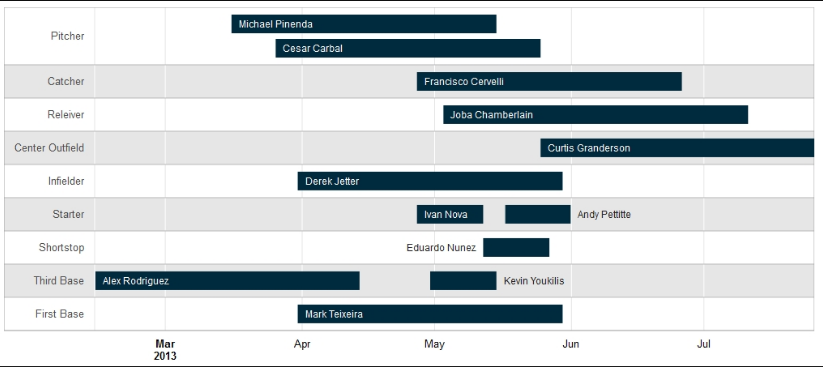 Pitcher
Michael Pinenda
Cesar Carbal
Catcher
Francisco Cervelli
Releiver
Joba Chamberlain
Center Outfield
Curtis Granderson
Infielder
Derek Jetter
Starter
Ivan Nova
Andy Pettitte
Shortstop
Eduardo Nunez
Third Base
Alex Rodriguez
Kevin Youkilis
First Base
Mark Teixeira
Mar Apr May Jun Jul
2013